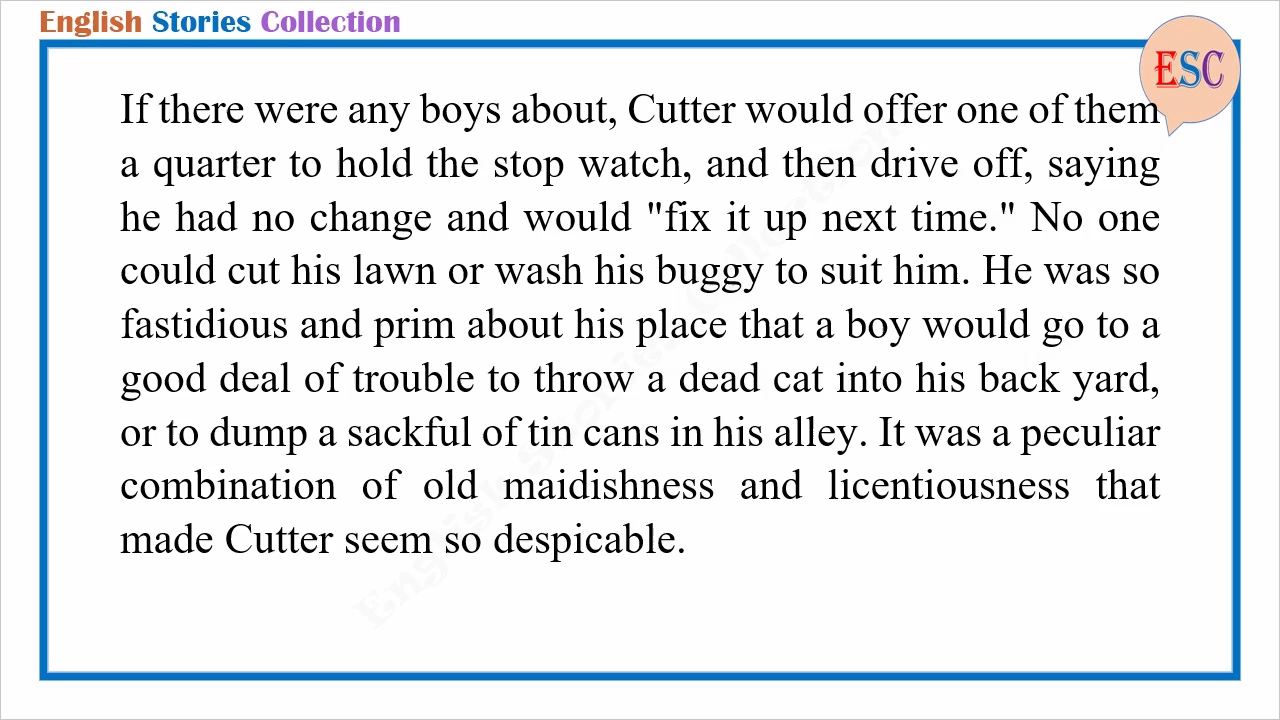 English Stories Collection
ESC
If there were any boys about, Cutter would offer one of them
a quarter to hold the stop watch, and then drive off, saying
he had no change and would "fix it up next time." No one
could cut his lawn or wash his buggy to suit him. He was so
fastidious and prim about his place that a boy would go to a
good deal of trouble to throw a dead cat into his back yard,
or to dump a sackful of tin cans in his alley. It was a peculiar
combination of old maidishness and licentiousness that
made Cutter seem so despicable.
English Stories Collection